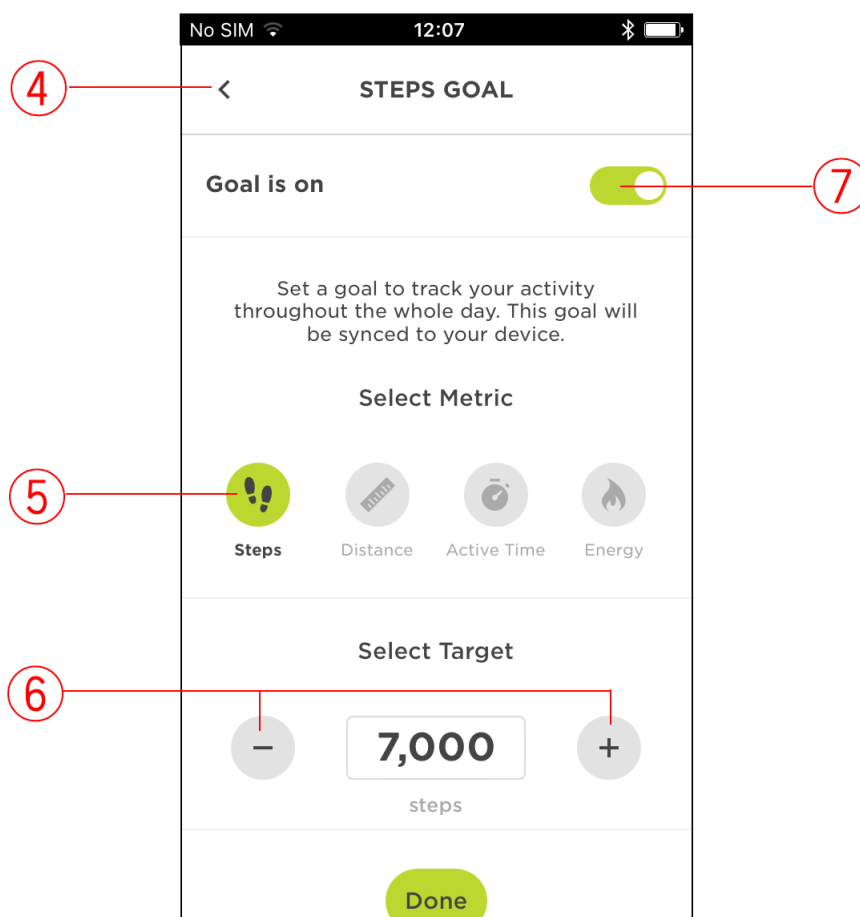 No SIM 12:07
④ < STEPS GOAL
Goal is on ⑦
Set a goal to track your activity
throughout the whole day. This goal will
be synced to your device.
Select Metric
⑤
Steps Distance Active Time Energy
Select Target
⑥
− 7,000 +
steps
Done